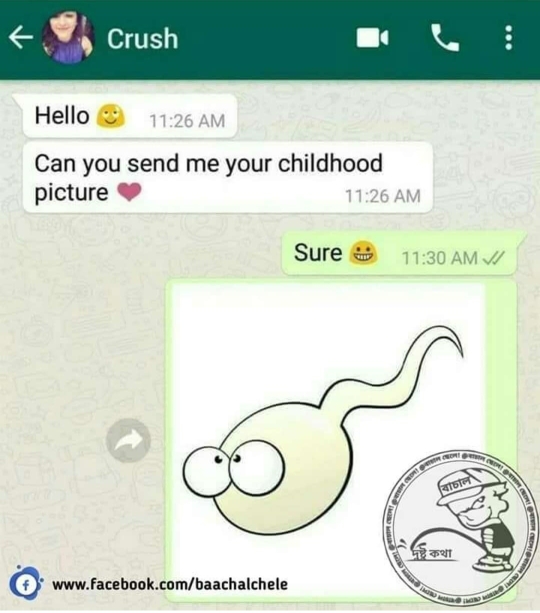 Crush
Hello 🙂 11:26 AM
Can you send me your childhood
picture ❤ 11:26 AM
Sure 😀 11:30 AM
বাচাল
দুষ্ট কথা
f www.facebook.com/baachalchele